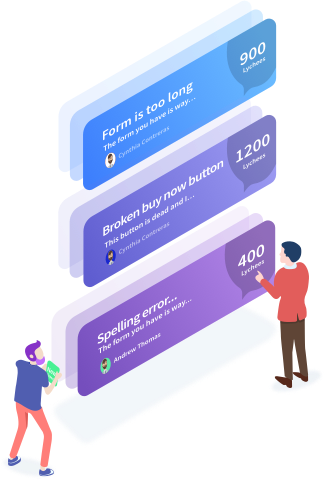 900
Lychees
Form is too long
The form you have is way...
Cynthia Contreras
1200
Lychees
Broken buy now button
This button is dead and I...
Cynthia Contreras
400
Lychees
Spelling error...
The form you have is way...
Andrew Thomas